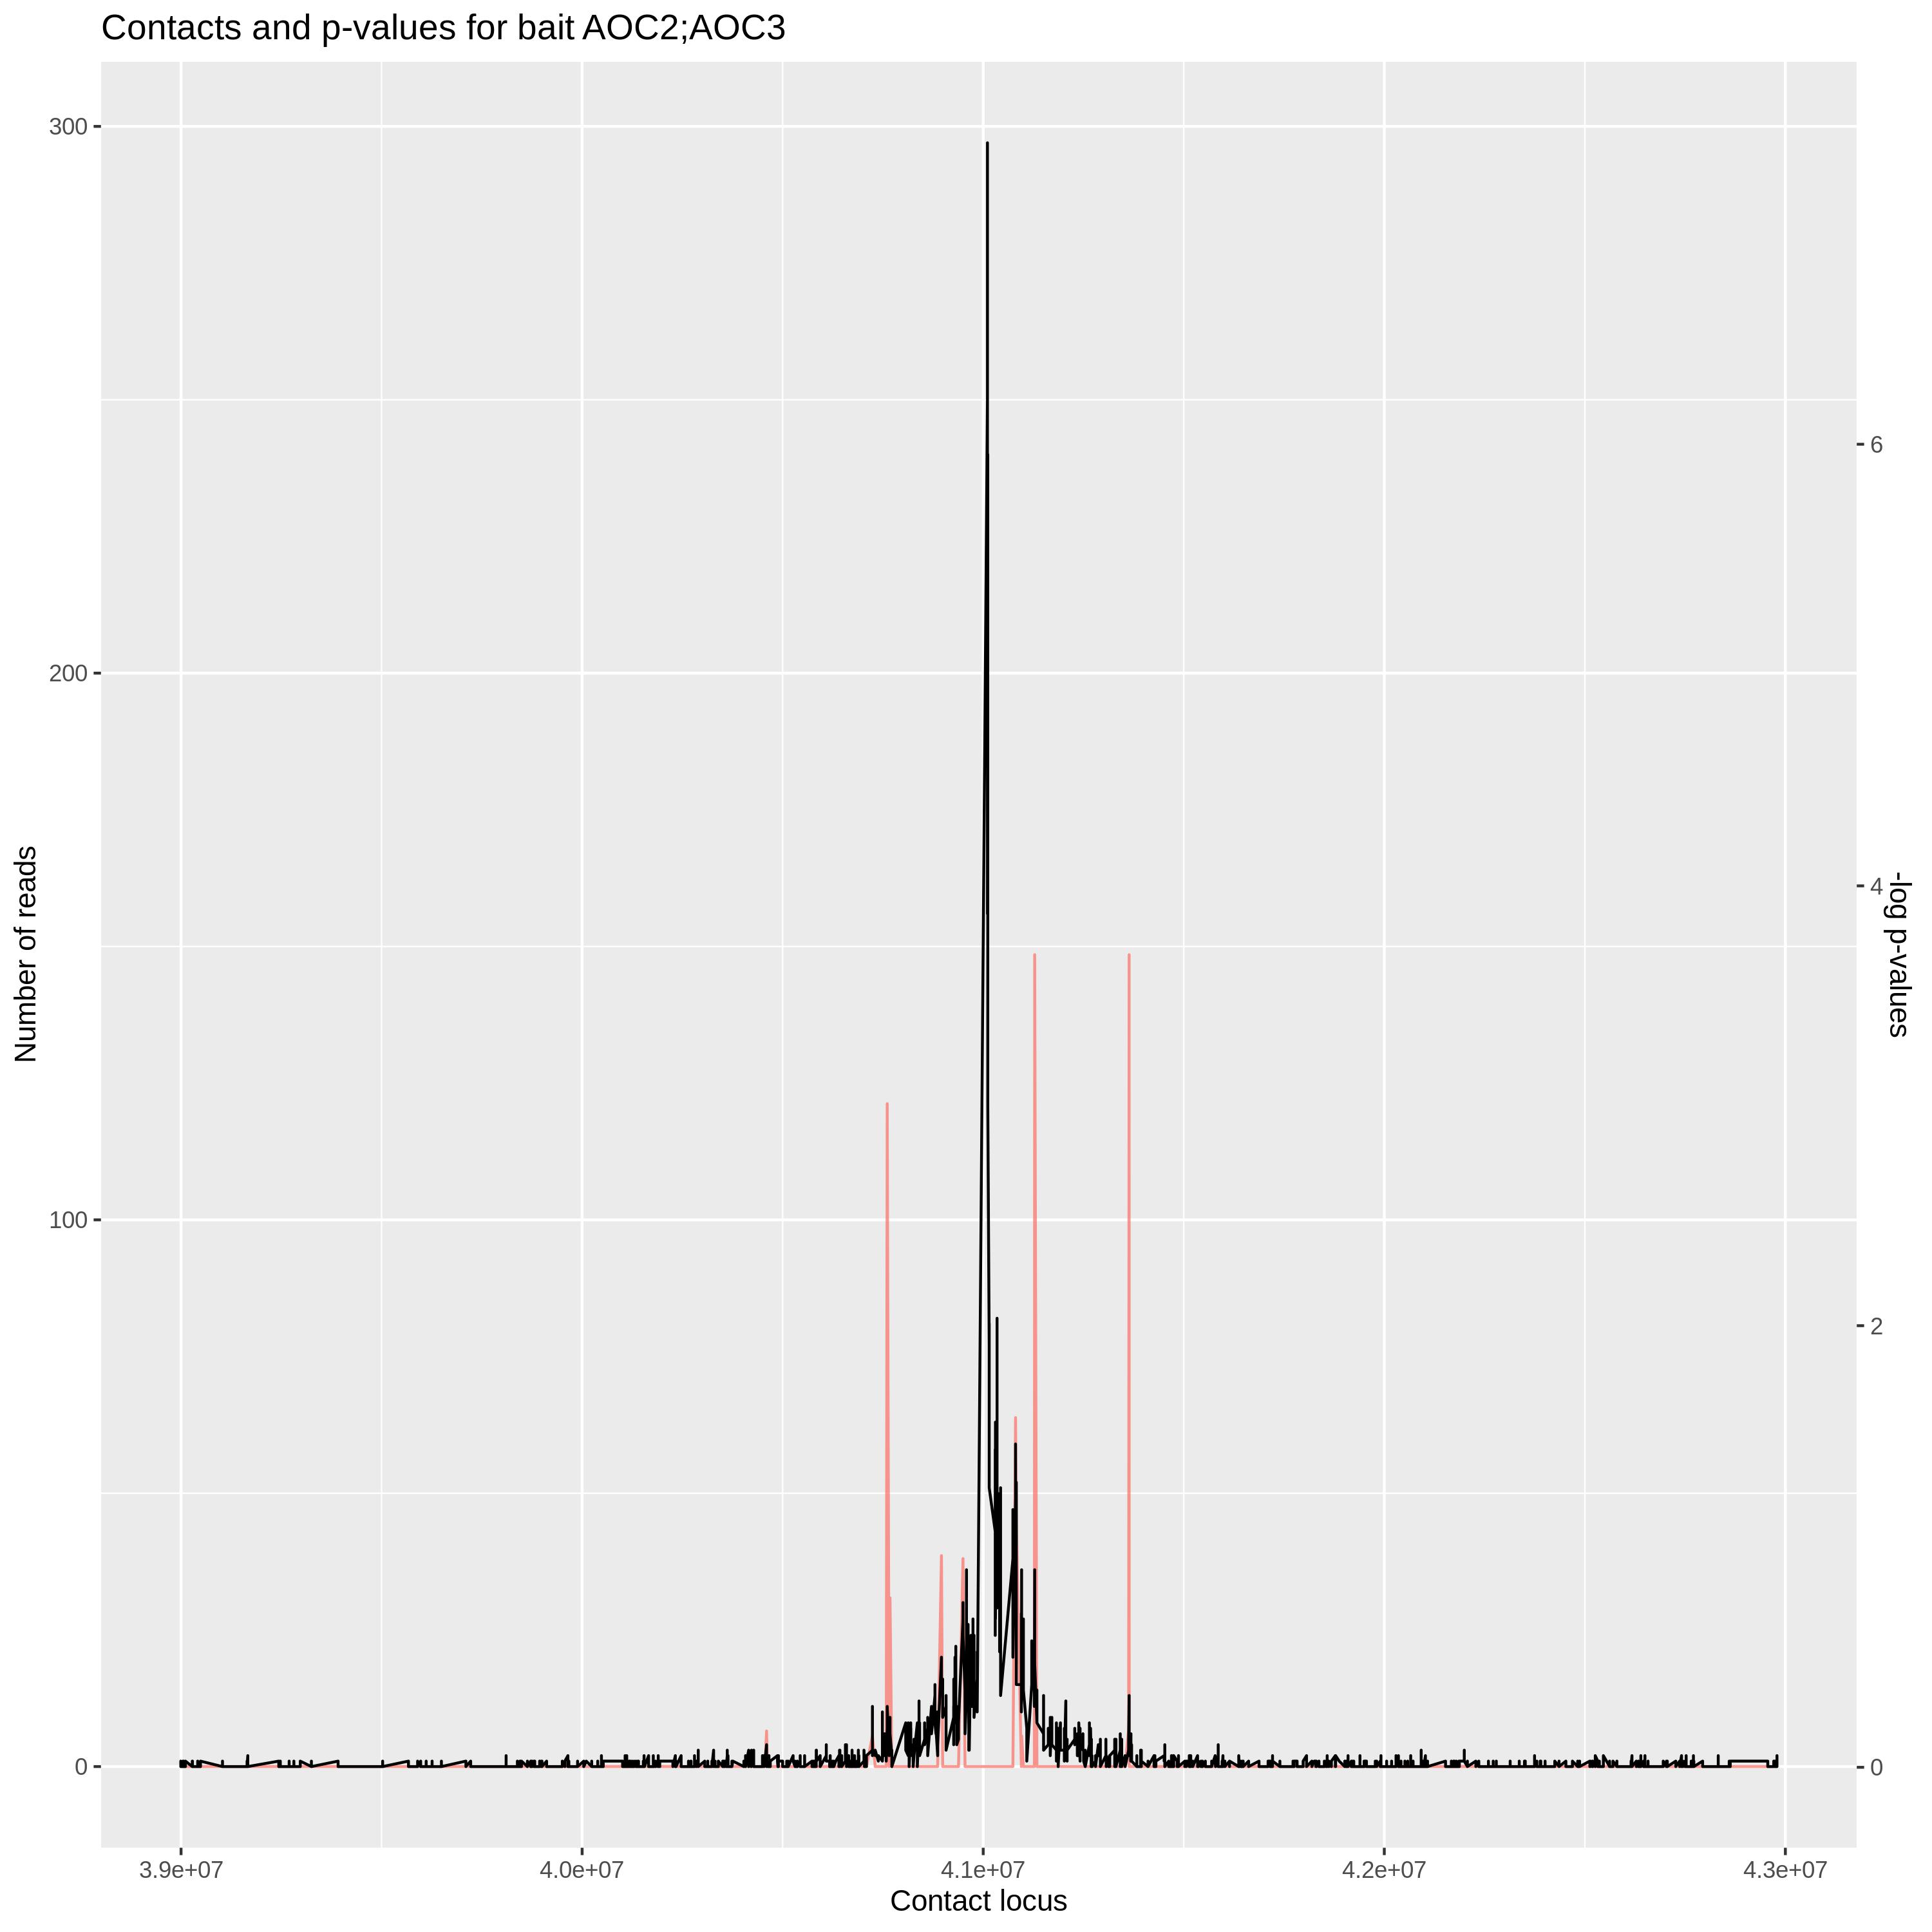 Contacts and p-values for bait AOC2;AOC3
300
200
100
0
Number of reads
6
4
2
0
-log p-values
3.9e+07
4.0e+07
4.1e+07
4.2e+07
4.3e+07
Contact locus